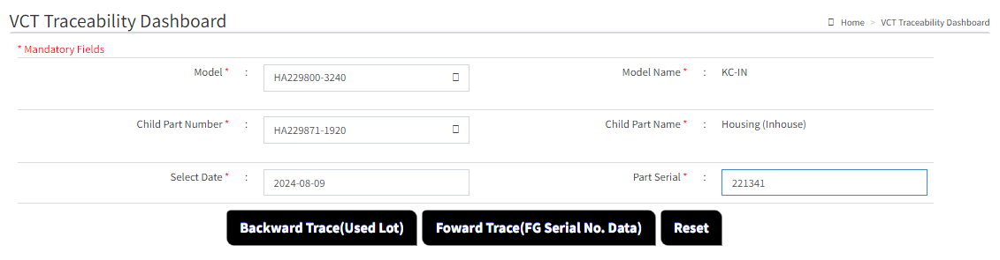 VCT Traceability Dashboard
Home > VCT Traceability Dashboard
* Mandatory Fields
Model * : HA229800-3240 Model Name * : KC-IN
Child Part Number * : HA229871-1920 Child Part Name * : Housing (Inhouse)
Select Date * : 2024-08-09 Part Serial * : 221341
Backward Trace(Used Lot) Foward Trace(FG Serial No. Data) Reset